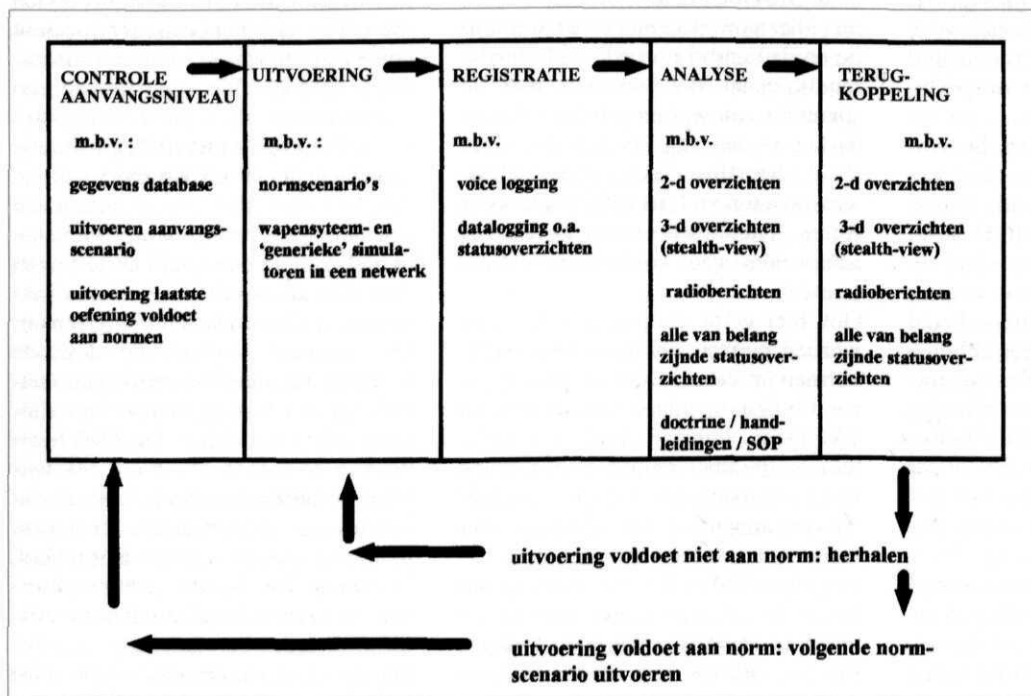 CONTROLE
AANVANGSNIVEAU
m.b.v. :
gegevens database
uitvoeren aanvangs-
scenario
uitvoering laatste
oefening voldoet
aan normen
UITVOERING
m.b.v. :
normscenario's
wapensyteem- en
'generieke' simula-
toren in een netwerk
REGISTRATIE
m.b.v.
voice logging
datalogging o.a.
statusoverzichten
ANALYSE
m.b.v.
2-d overzichten
3-d overzichten
(stealth-view)
radioberichten
alle van belang
zijnde statusover-
zichten
doctrine / hand-
leidingen / SOP
TERUG-
KOPPELING
m.b.v.
2-d overzichten
3-d overzichten
(stealth-view)
radioberichten
alle van belang
zijnde statusover-
zichten
uitvoering voldoet niet aan norm: herhalen
uitvoering voldoet aan norm: volgende norm-
scenario uitvoeren